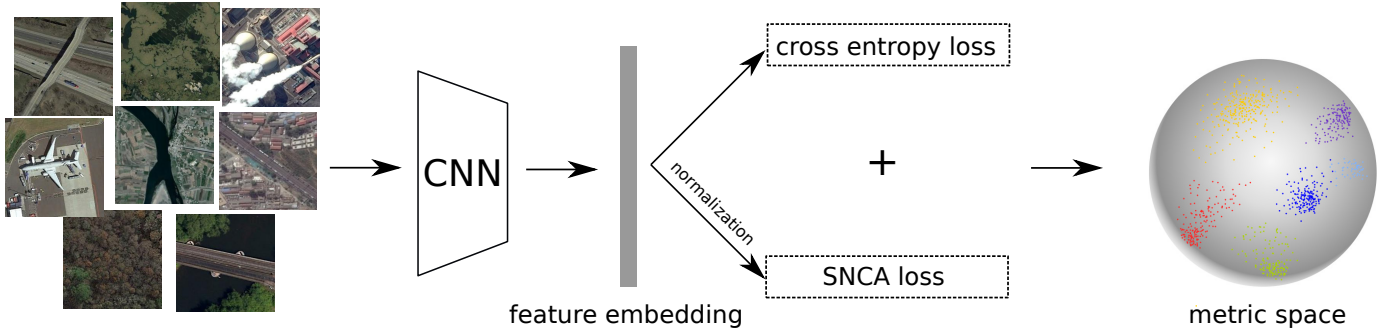 CNN
feature embedding
normalization
cross entropy loss
+
SNCA loss
metric space